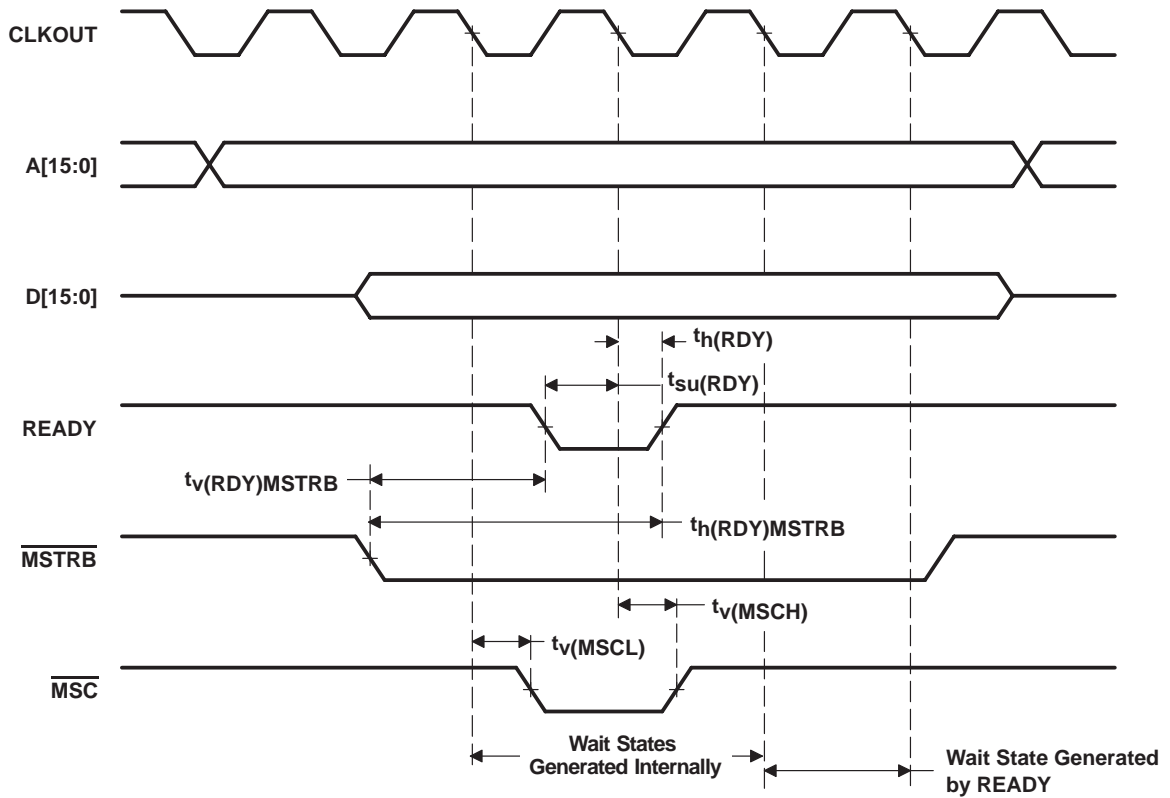 CLKOUT
A[15:0]
D[15:0]
th(RDY)
tsu(RDY)
READY
tv(RDY)MSTRB
th(RDY)MSTRB
MSTRB
tv(MSCH)
tv(MSCL)
MSC
Wait States
Generated Internally
Wait State Generated
by READY